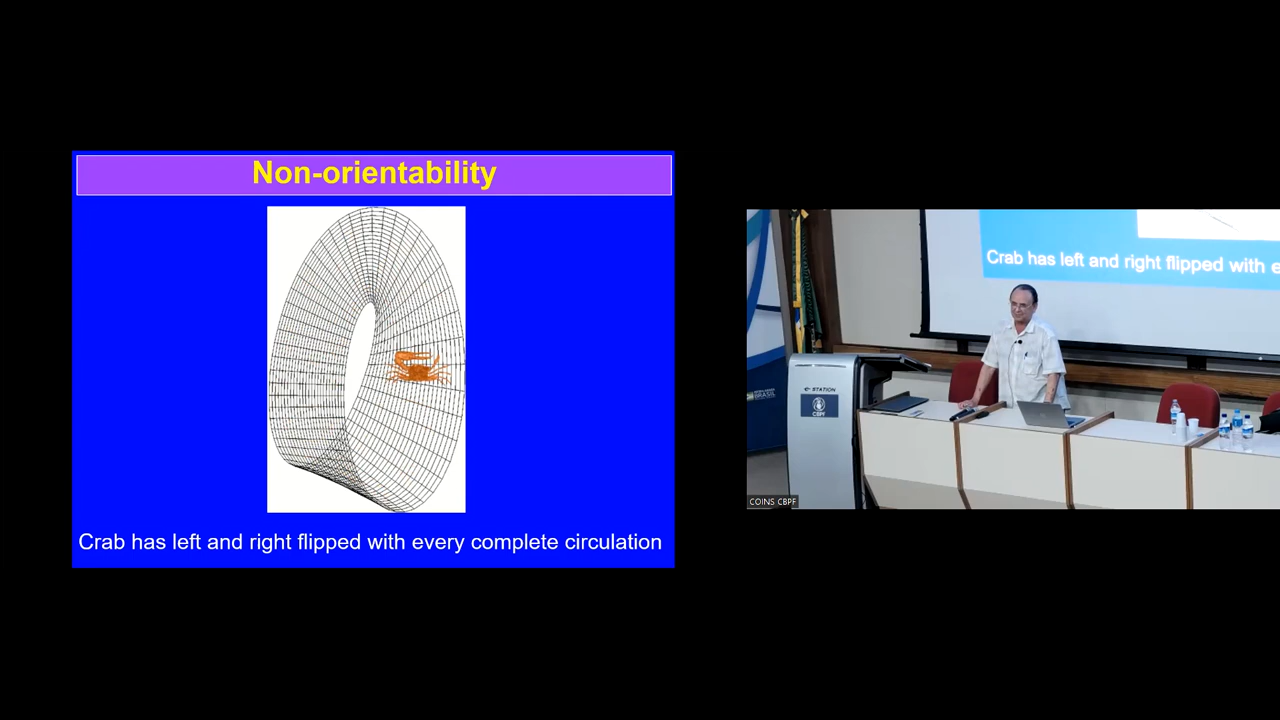 Non-orientability
Crab has left and right flipped with every complete circulation
Crab has left and right flipped with e
STATION
CBPF
BRASIL
COINS CBPF